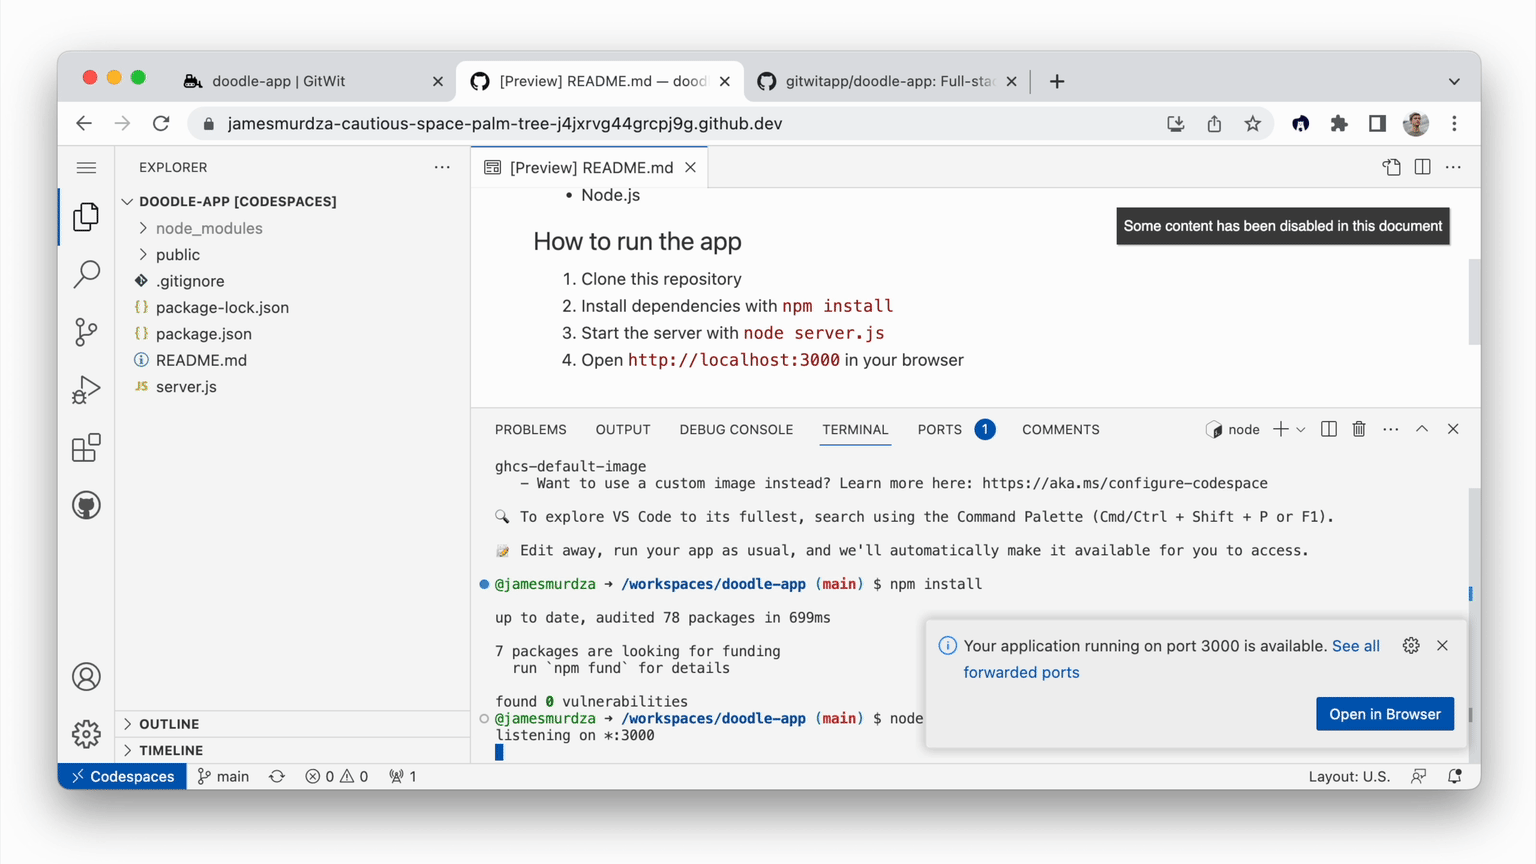 doodle-app | GitWit
[Preview] README.md — dood
gitwitapp/doodle-app: Full-sta
jamesmurdza-cautious-space-palm-tree-j4jxrvg44grcpj9g.github.dev
EXPLORER
DOODLE-APP [CODESPACES]
node_modules
public
.gitignore
package-lock.json
package.json
README.md
JS server.js
OUTLINE
TIMELINE
[Preview] README.md
• Node.js
How to run the app
1. Clone this repository
2. Install dependencies with npm install
3. Start the server with node server.js
4. Open http://localhost:3000 in your browser
Some content has been disabled in this document
PROBLEMS OUTPUT DEBUG CONSOLE TERMINAL PORTS 1 COMMENTS
node
ghcs-default-image
- Want to use a custom image instead? Learn more here: https://aka.ms/configure-codespace
To explore VS Code to its fullest, search using the Command Palette (Cmd/Ctrl + Shift + P or F1).
Edit away, run your app as usual, and we'll automatically make it available for you to access.
@jamesmurdza → /workspaces/doodle-app (main) $ npm install
up to date, audited 78 packages in 699ms
7 packages are looking for funding
run `npm fund` for details
found 0 vulnerabilities
@jamesmurdza → /workspaces/doodle-app (main) $ node
listening on *:3000
Your application running on port 3000 is available. See all
forwarded ports
Open in Browser
Codespaces main 0 0 1
Layout: U.S.